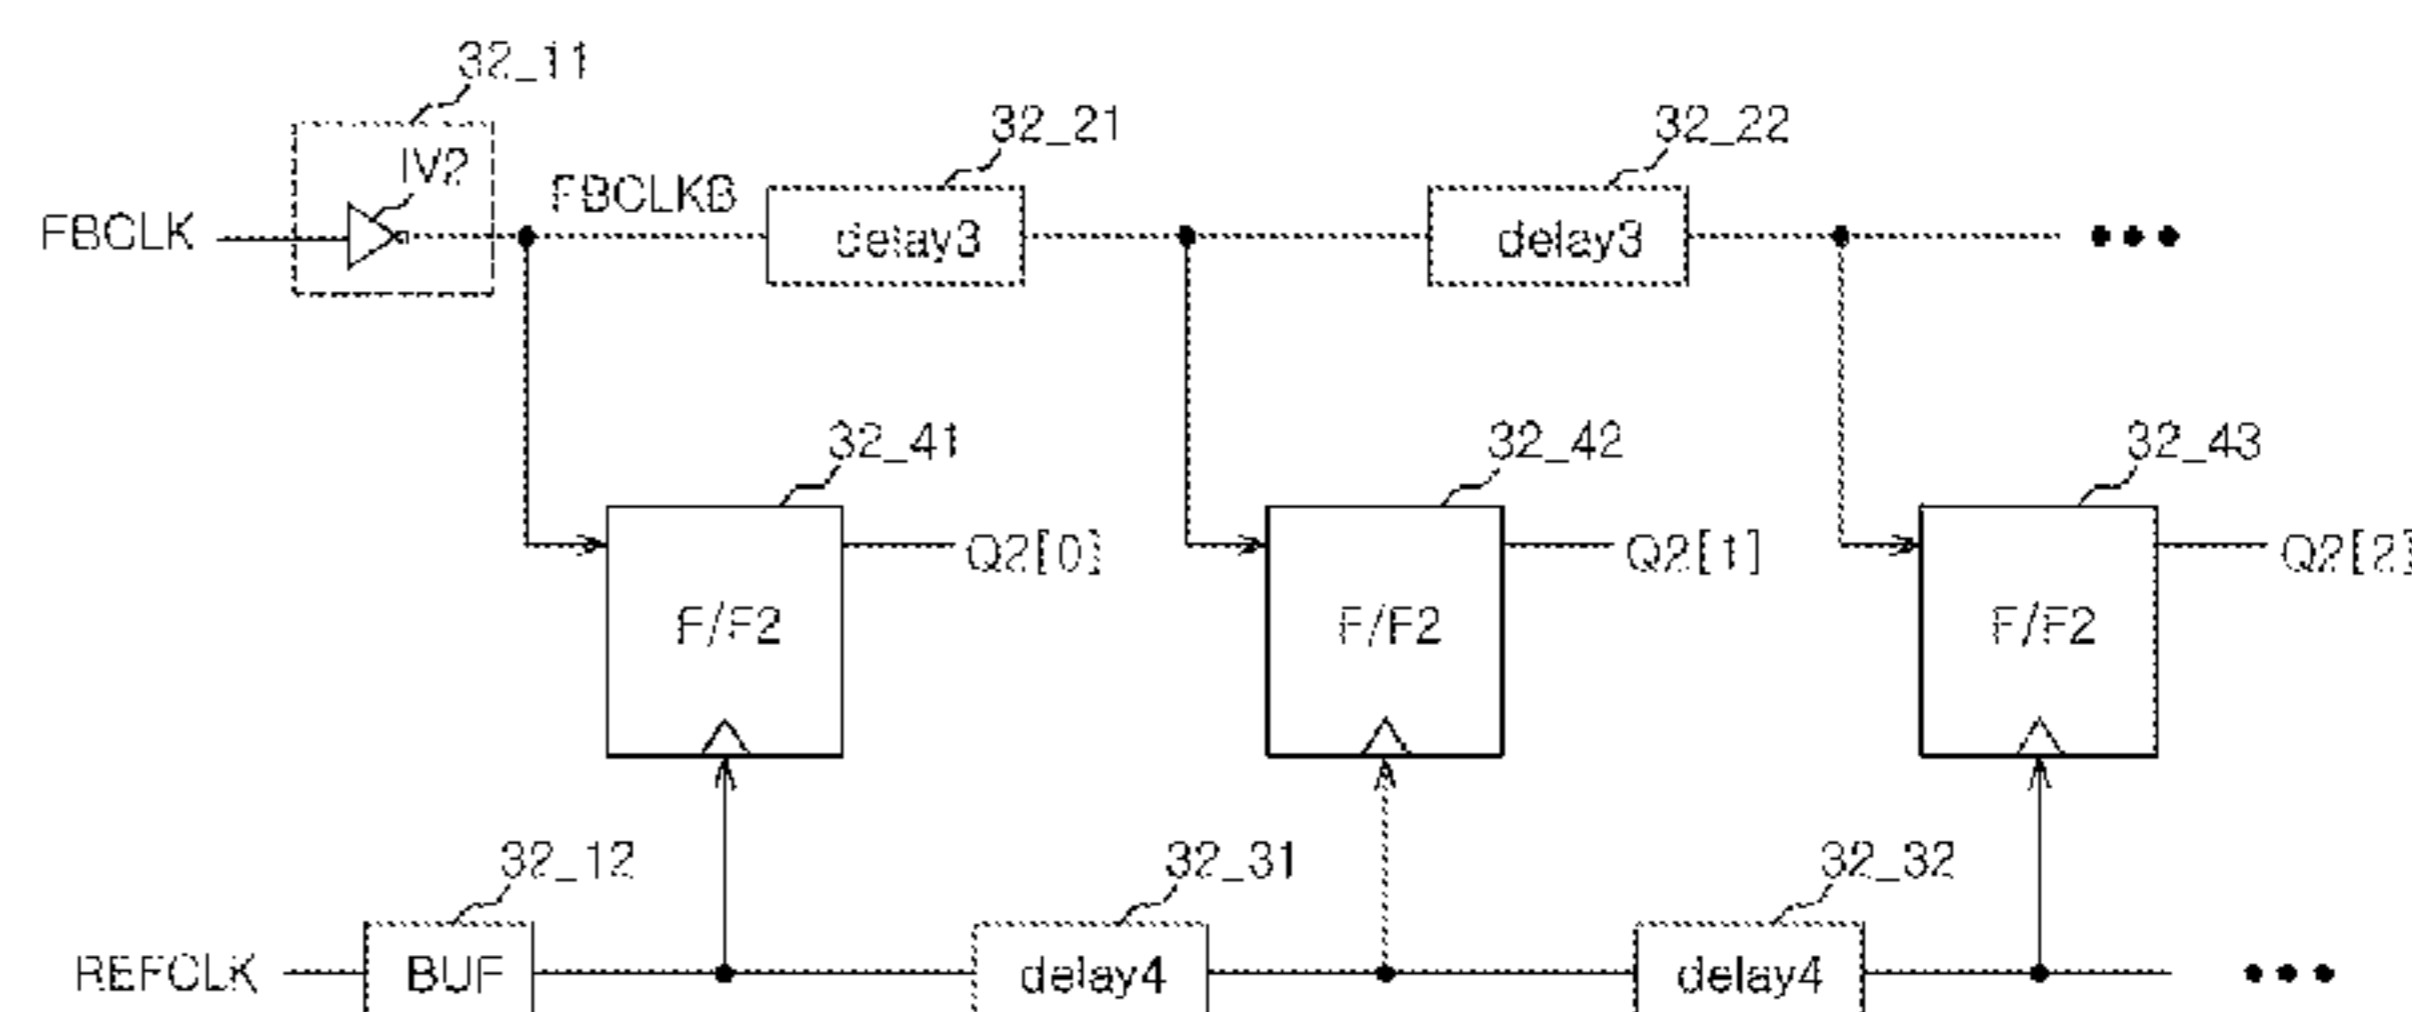 32_11
32_21
32_22
IV2
FBCLKB
FBCLK
delay3
delay3
32_41
32_42
32_43
Q2[0]
Q2[1]
Q2[2]
F/F2
F/F2
F/F2
32_12
32_31
32_32
REFCLK
BUF
delay4
delay4